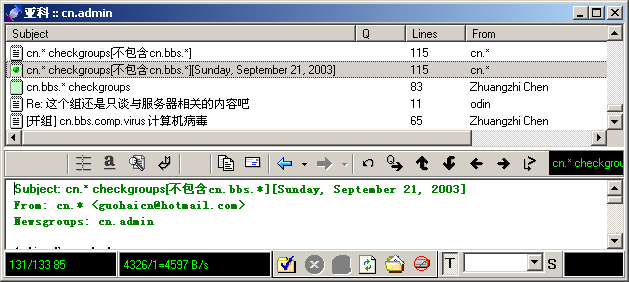 亚科 :: cn.admin
Subject Q Lines From
cn.* checkgroups[不包含cn.bbs.*] 115 cn.*
cn.* checkgroups[不包含cn.bbs.*][Sunday, September 21, 2003] 115 cn.*
cn.bbs.* checkgroups 83 Zhuangzhi Chen
Re: 这个组还是只谈与服务器相关的内容吧 11 odin
[开组] cn.bbs.comp.virus 计算机病毒 65 Zhuangzhi Chen
a Q cn.* checkgrou
Subject: cn.* checkgroups[不包含cn.bbs.*][Sunday, September 21, 2003]
From: cn.* <guohaicn@hotmail.com>
Newsgroups: cn.admin
131/133 85 4326/1=4597 B/s T S